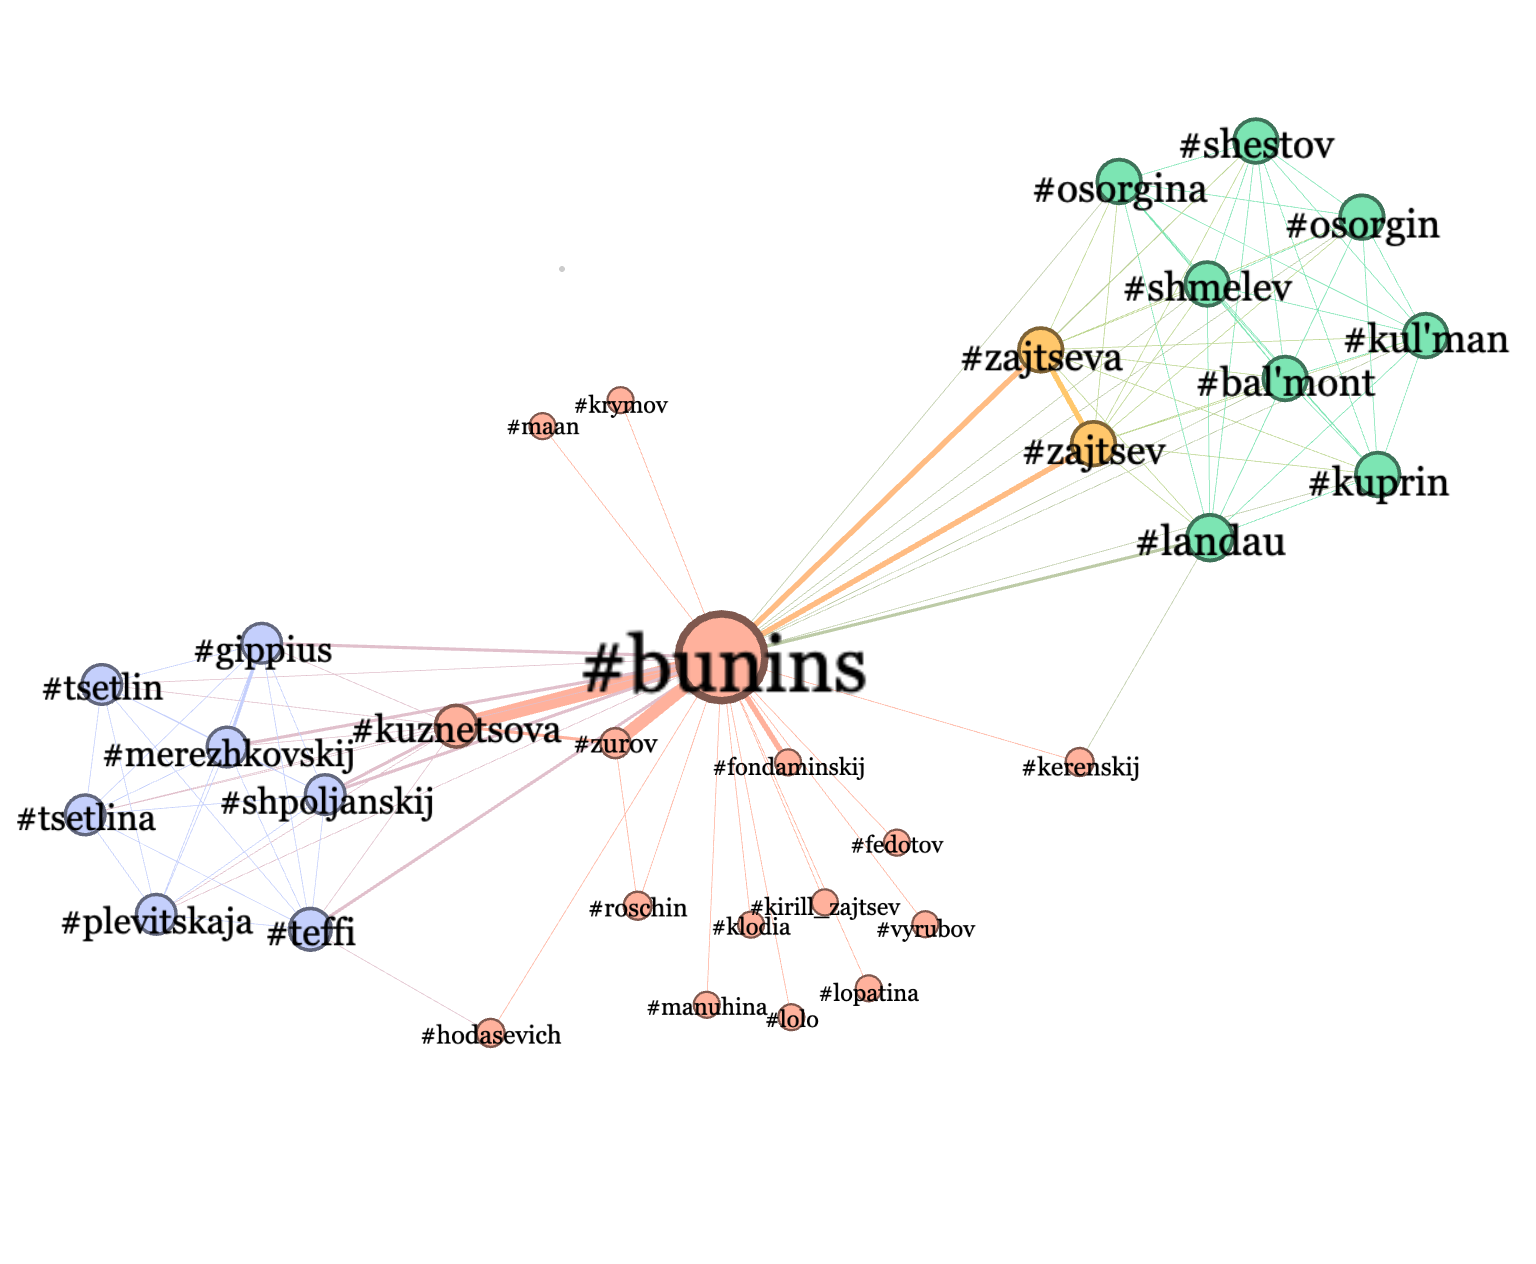 #shestov
#osorgina
#osorgin
#shmelev
#kul'man
#zajtseva
#bal'mont
#krymov
#maan
#zajtsev
#kuprin
#landau
#gippius
#bunins
#tsetlin
#kuznetsova
#zurov
#merezhkovskij
#fondaminskij
#kerenskij
#shpoljanskij
#tsetlina
#fedotov
#roschin
#kirill_zajtsev
#plevitskaja
#teffi
#klodia
#vyrubov
#lopatina
#manuhina
#lolo
#hodasevich